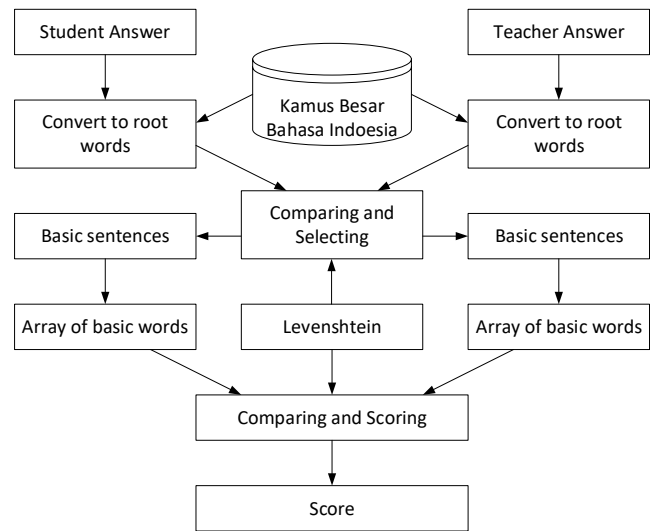 Student Answer
Teacher Answer
Kamus Besar
Bahasa Indoesia
Convert to root
words
Convert to root
words
Comparing and
Selecting
Basic sentences
Basic sentences
Array of basic words
Levenshtein
Array of basic words
Comparing and Scoring
Score